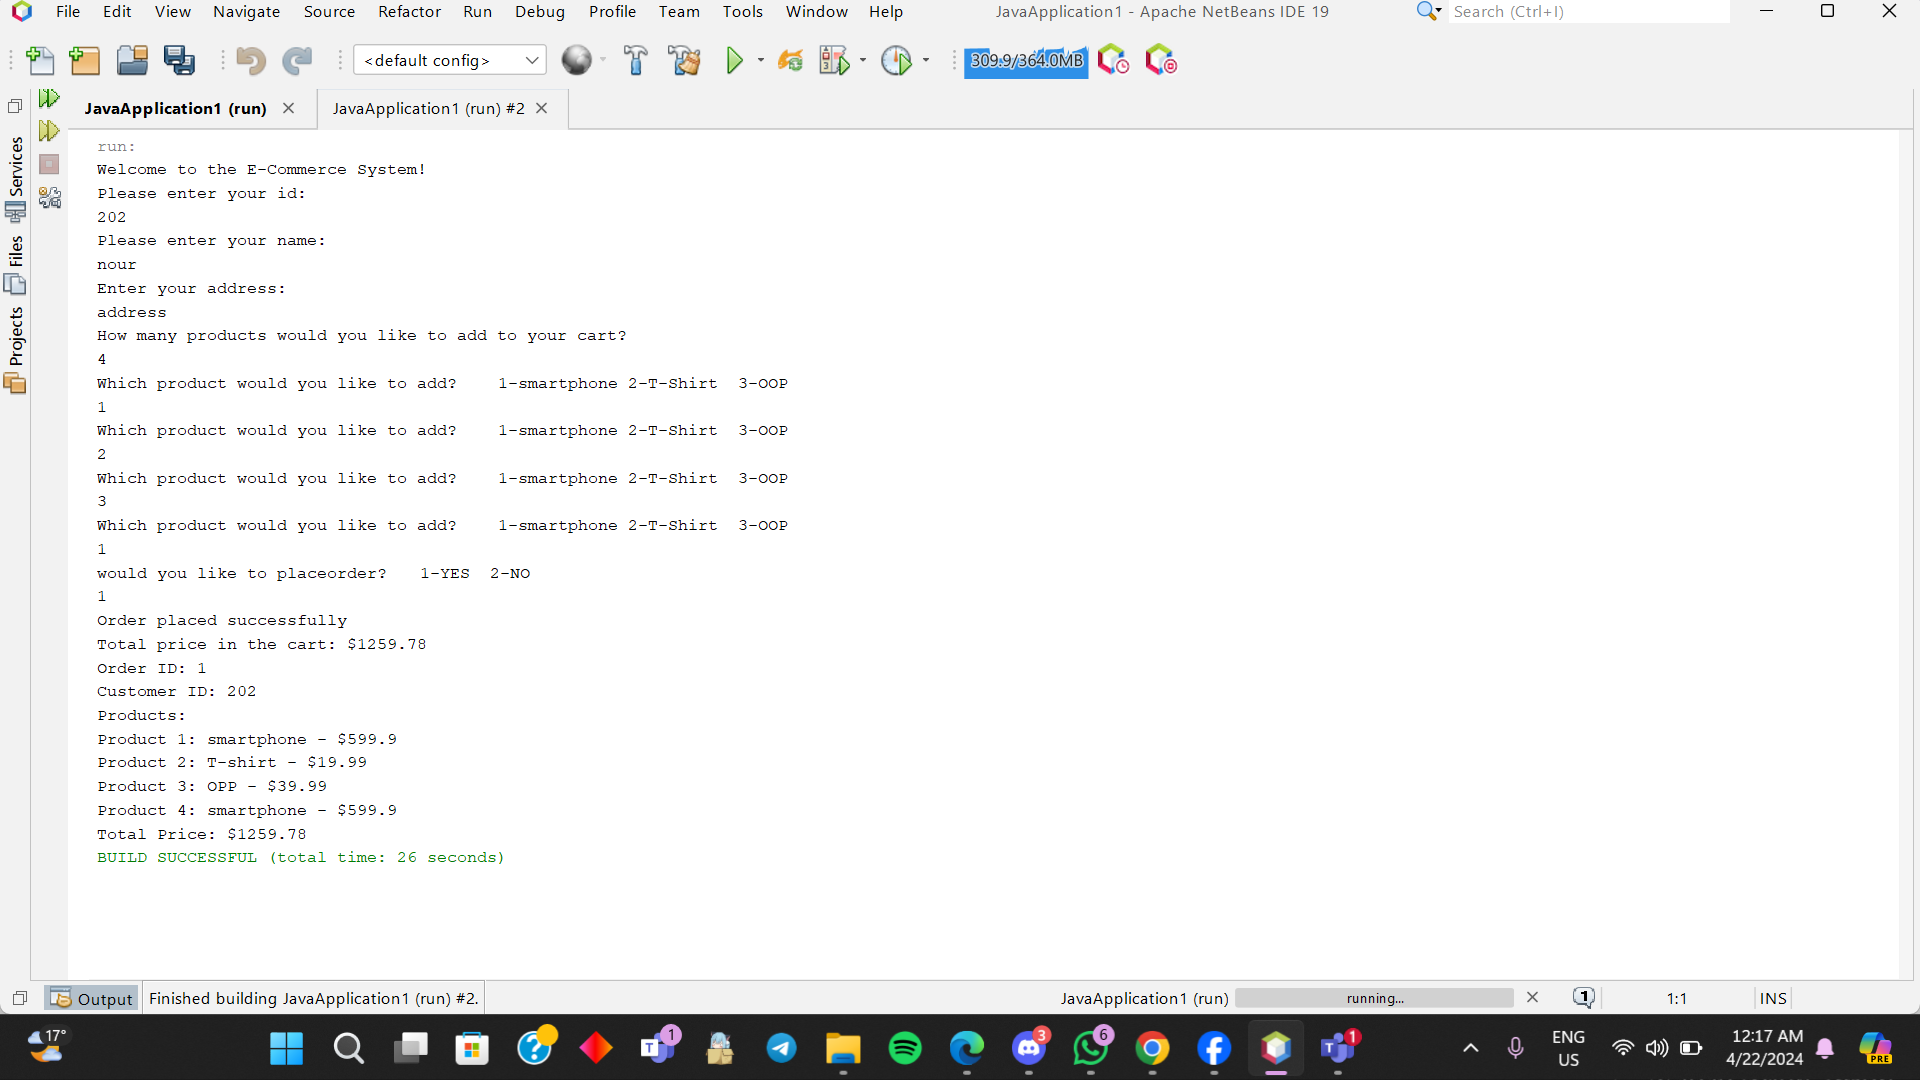 File Edit View Navigate Source Refactor Run Debug Profile Team Tools Window Help JavaApplication1 - Apache NetBeans IDE 19 Search (Ctrl+I)
<default config> 309.9/364.0MB
JavaApplication1 (run) JavaApplication1 (run) #2
Services
Files
Projects
run:
Welcome to the E-Commerce System!
Please enter your id:
202
Please enter your name:
nour
Enter your address:
address
How many products would you like to add to your cart?
4
Which product would you like to add? 1-smartphone 2-T-Shirt 3-OOP
1
Which product would you like to add? 1-smartphone 2-T-Shirt 3-OOP
2
Which product would you like to add? 1-smartphone 2-T-Shirt 3-OOP
3
Which product would you like to add? 1-smartphone 2-T-Shirt 3-OOP
1
would you like to placeorder? 1-YES 2-NO
1
Order placed successfully
Total price in the cart: $1259.78
Order ID: 1
Customer ID: 202
Products:
Product 1: smartphone - $599.9
Product 2: T-shirt - $19.99
Product 3: OPP - $39.99
Product 4: smartphone - $599.9
Total Price: $1259.78
BUILD SUCCESSFUL (total time: 26 seconds)
Output Finished building JavaApplication1 (run) #2. JavaApplication1 (run) running... 1 1:1 INS
17° 1 3 6 1 ENG US 12:17 AM 4/22/2024 PRE